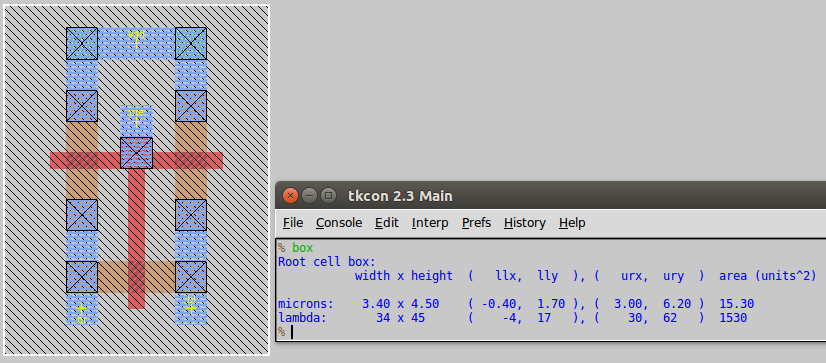 vdd
tkcon 2.3 Main
File Console Edit Interp Prefs History Help
% box
Root cell box:
width x height ( llx, lly ), ( urx, ury ) area (units^2)
microns: 3.40 x 4.50 ( -0.40, 1.70 ), ( 3.00, 6.20 ) 15.30
lambda: 34 x 45 ( -4, 17 ), ( 30, 62 ) 1530
%